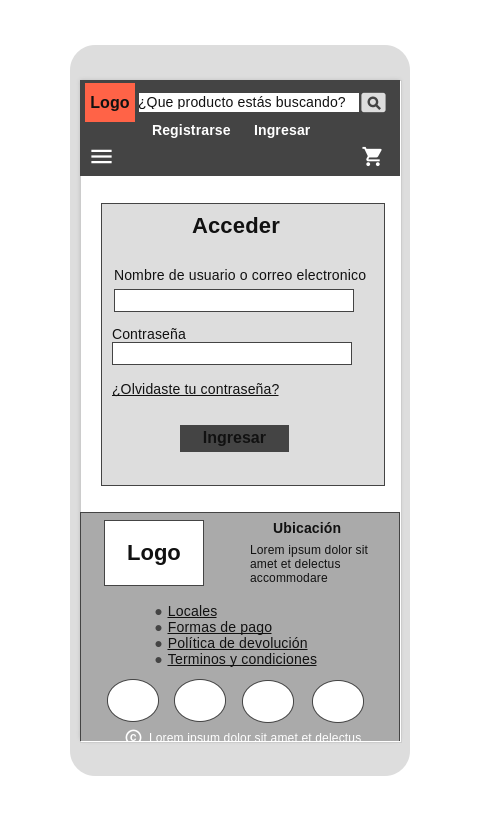 Logo
¿Que producto estás buscando?
Registrarse
Ingresar
Acceder
Nombre de usuario o correo electronico
Contraseña
¿Olvidaste tu contraseña?
Ingresar
Logo
Ubicación
Lorem ipsum dolor sit
amet et delectus
accommodare
Locales
Formas de pago
Política de devolución
Terminos y condiciones
© Lorem ipsum dolor sit amet et delectus